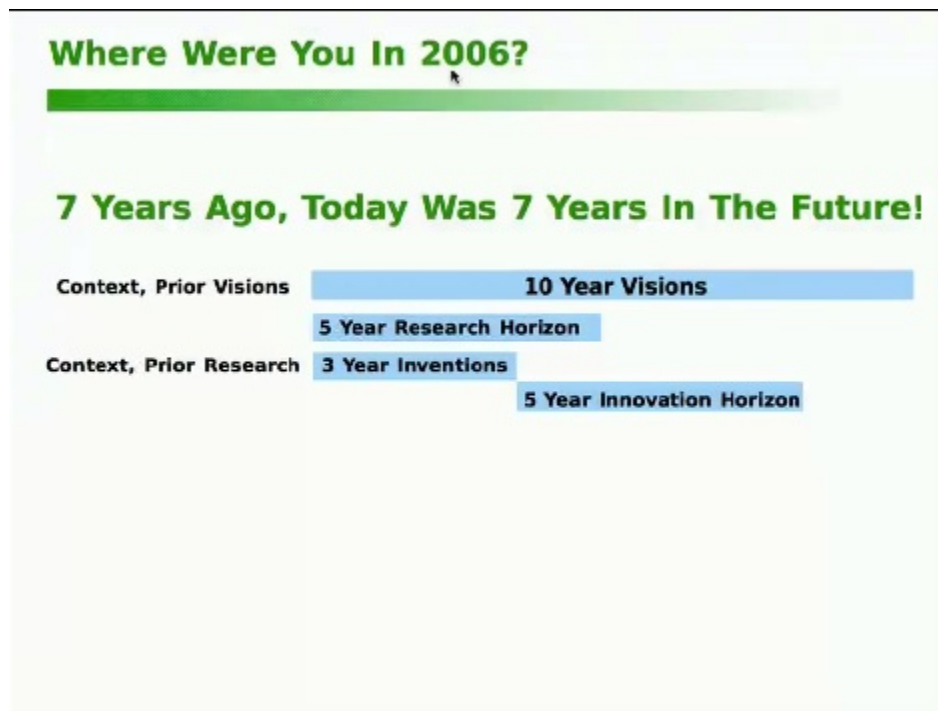 Where Were You In 2006?
7 Years Ago, Today Was 7 Years In The Future!
Context, Prior Visions 10 Year Visions
5 Year Research Horizon
Context, Prior Research 3 Year Inventions
5 Year Innovation Horizon